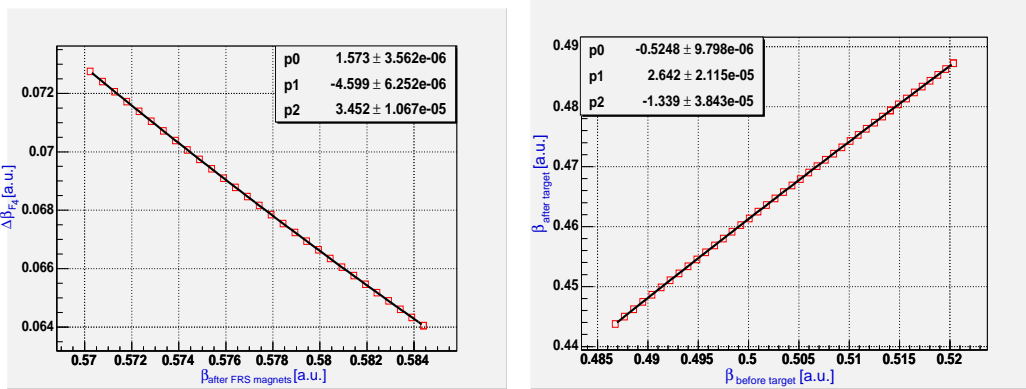 p0 1.573 ± 3.562e-06
p1 -4.599 ± 6.252e-06
p2 3.452 ± 1.067e-05
0.072
0.07
0.068
0.066
0.064
ΔβF4[a.u.]
0.57 0.572 0.574 0.576 0.578 0.58 0.582 0.584
βafter FRS magnets[a.u.]
p0 -0.5248 ± 9.798e-06
p1 2.642 ± 2.115e-05
p2 -1.339 ± 3.843e-05
0.49
0.48
0.47
0.46
0.45
0.44
β after target[a.u.]
0.485 0.49 0.495 0.5 0.505 0.51 0.515 0.52
β before target [a.u.]